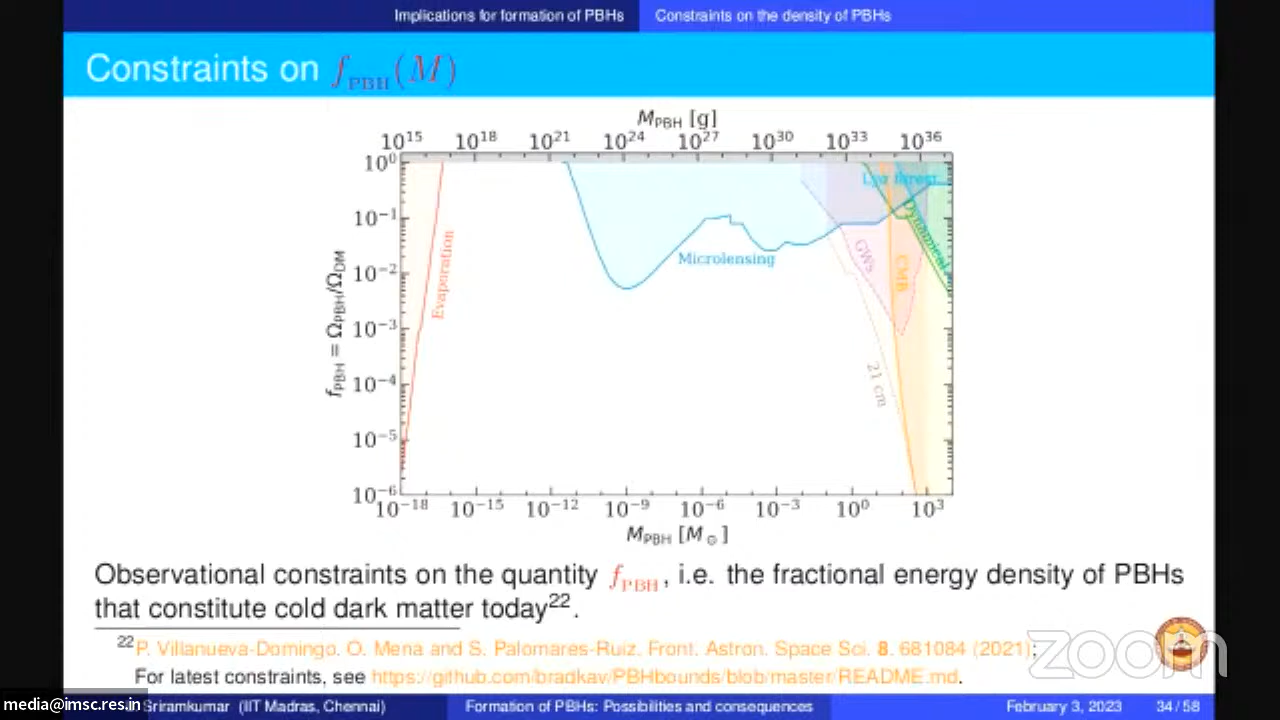 Implications for formation of PBHs Constraints on the density of PBHs
Constraints on f_PBH(M)
M_PBH [g]
10^15 10^18 10^21 10^24 10^27 10^30 10^33 10^36
10^0
10^-1
10^-2
10^-3
10^-4
10^-5
10^-6
f_PBH = Ω_PBH/Ω_DM
Evaporation
Microlensing
GWs
CMB
Lyα forest
Dynamical
21 cm
10^-18 10^-15 10^-12 10^-9 10^-6 10^-3 10^0 10^3
M_PBH [M_⊙]
Observational constraints on the quantity f_PBH, i.e. the fractional energy density of PBHs
that constitute cold dark matter today^22.
^22 P. Villanueva-Domingo, O. Mena and S. Palomares-Ruiz, Front. Astron. Space Sci. 8, 681084 (2021);
For latest constraints, see https://github.com/bradkav/PBHbounds/blob/master/README.md.
zoom
media@imsc.res.in
Sriramkumar (IIT Madras, Chennai) Formation of PBHs: Possibilities and consequences February 3, 2023 34 / 58